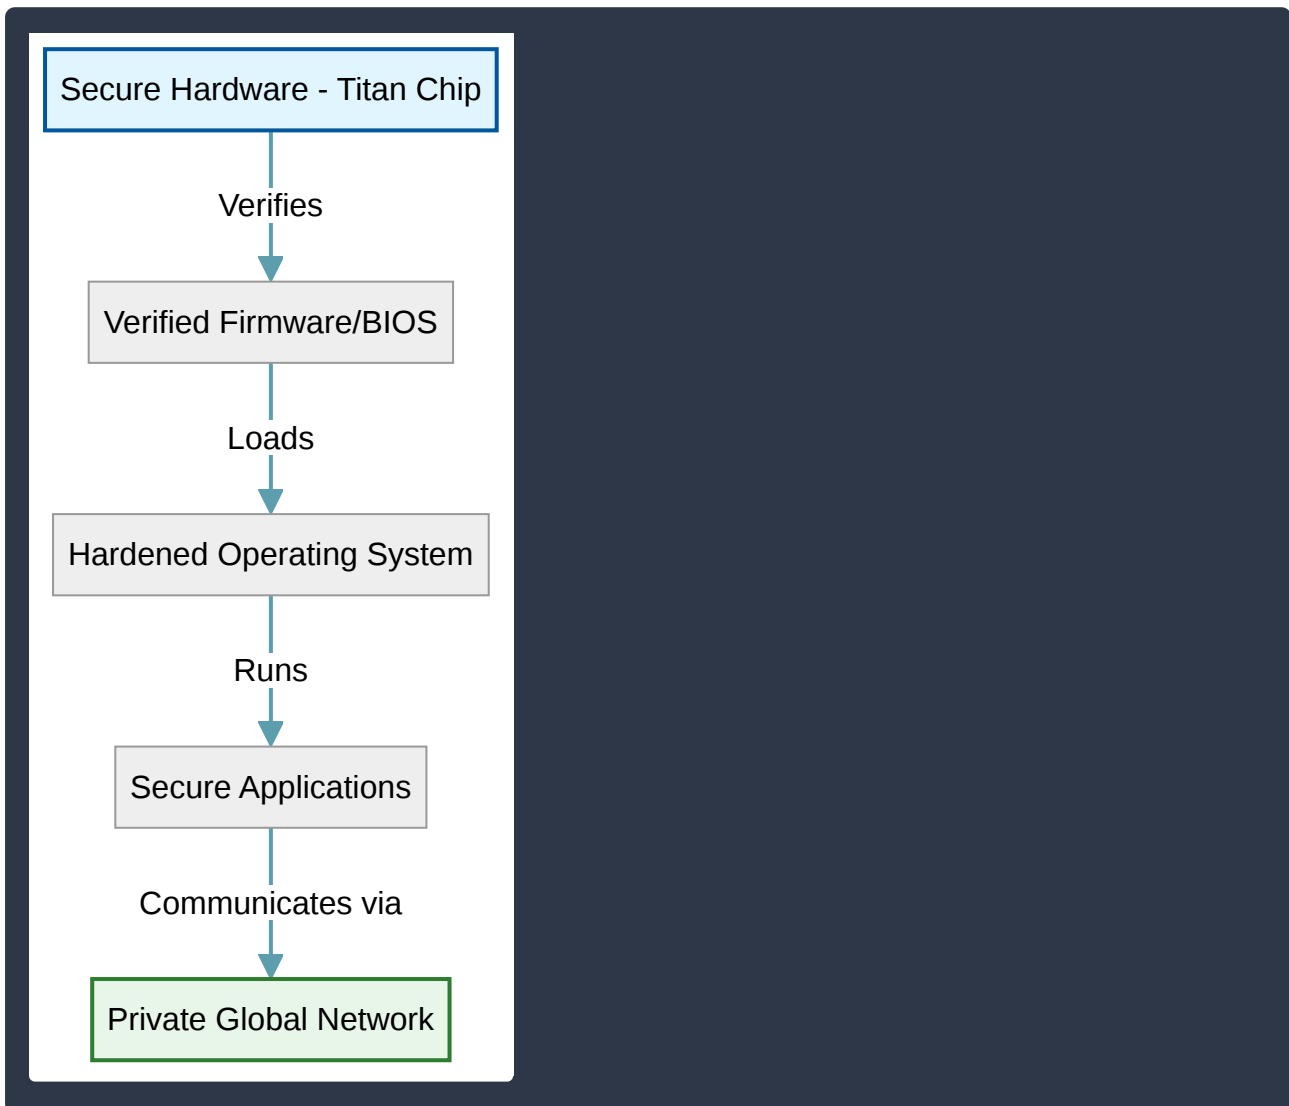 Secure Hardware - Titan Chip
Verifies
Verified Firmware/BIOS
Loads
Hardened Operating System
Runs
Secure Applications
Communicates via
Private Global Network